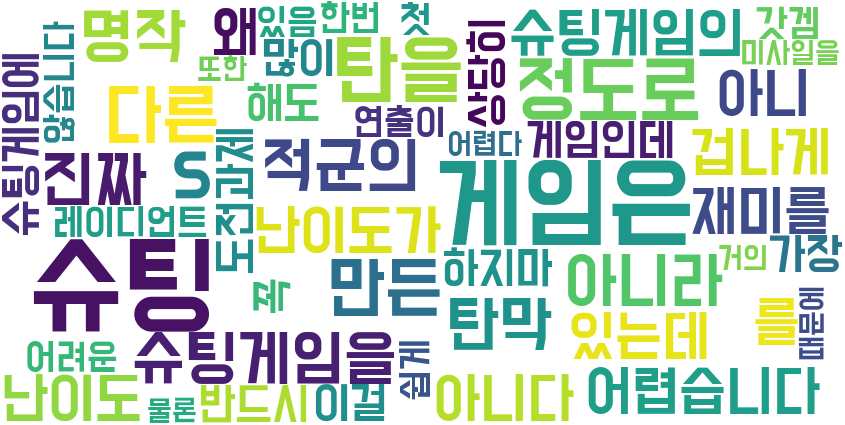 명작
왜
있음
한번
첫
슈팅게임의
갓겜
미사일을
않습니다
또한
많이
탄을
상당히
정도로
아니
슈팅게임에
다른
해도
연출이
어렵다
게임인데
겁나게
진짜
S
도전과제
적군의
게임은
재미를
레이디언트
난이도가
슈팅
꼭
만든
하지마
아니라
거의
가장
탄막
있는데
를
때문에
어려운
슈팅게임을
쉽게
난이도
물론
반드시
이걸
아니다
어렵습니다